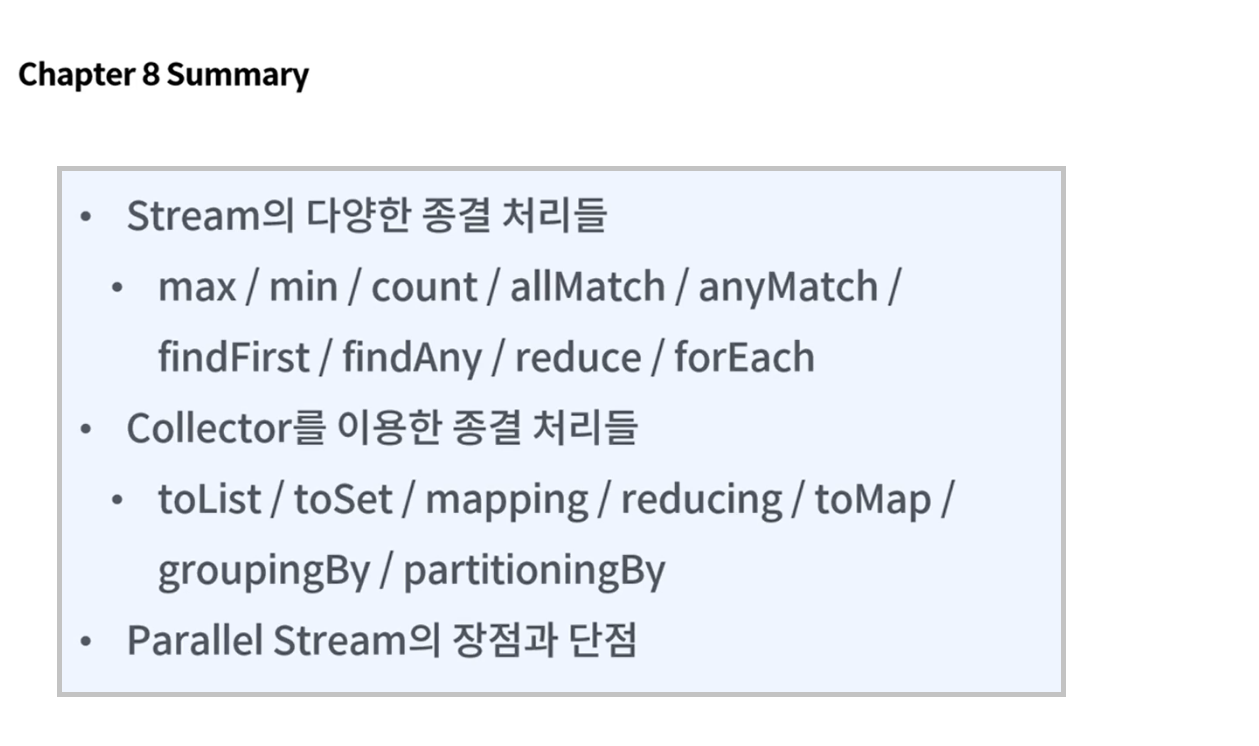 Chapter 8 Summary
• Stream의 다양한 종결 처리들
• max / min / count / allMatch / anyMatch /
findFirst / findAny / reduce / forEach
• Collector를 이용한 종결 처리들
• toList / toSet / mapping / reducing / toMap /
groupingBy / partitioningBy
• Parallel Stream의 장점과 단점